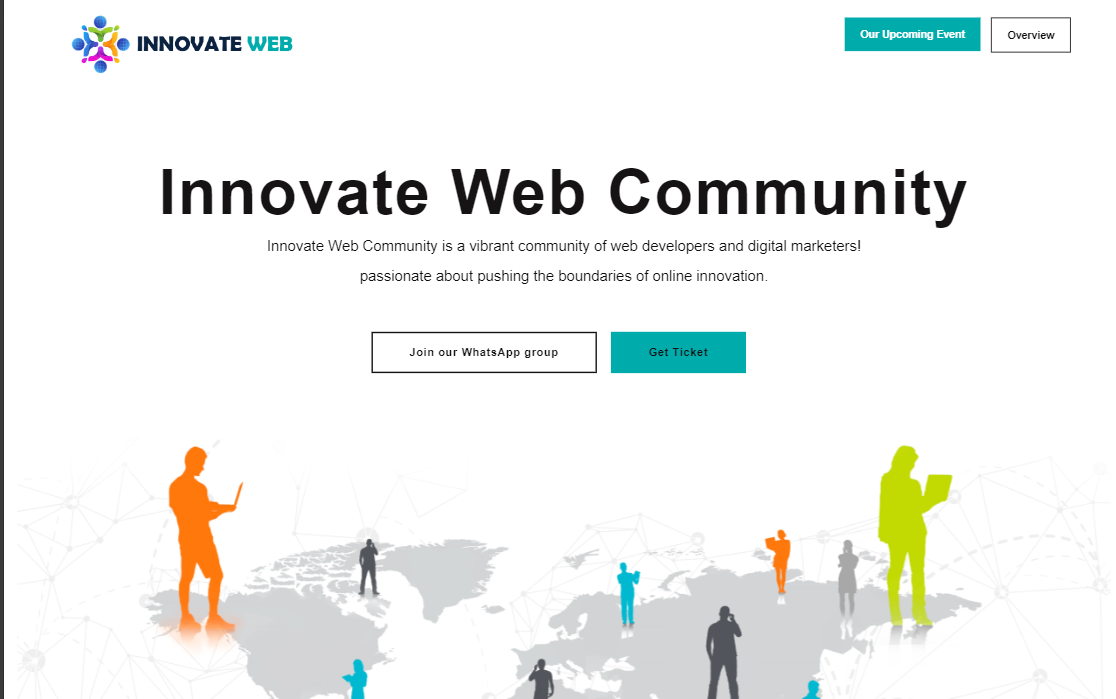 INNOVATE WEB
Our Upcoming Event
Overview
Innovate Web Community
Innovate Web Community is a vibrant community of web developers and digital marketers!
passionate about pushing the boundaries of online innovation.
Join our WhatsApp group
Get Ticket